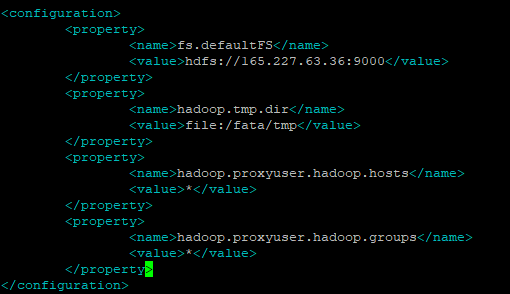 <configuration>
<property>
<name>fs.defaultFS</name>
<value>hdfs://165.227.63.36:9000</value>
</property>
<property>
<name>hadoop.tmp.dir</name>
<value>file:/fata/tmp</value>
</property>
<property>
<name>hadoop.proxyuser.hadoop.hosts</name>
<value>*</value>
</property>
<property>
<name>hadoop.proxyuser.hadoop.groups</name>
<value>*</value>
</property>
</configuration>